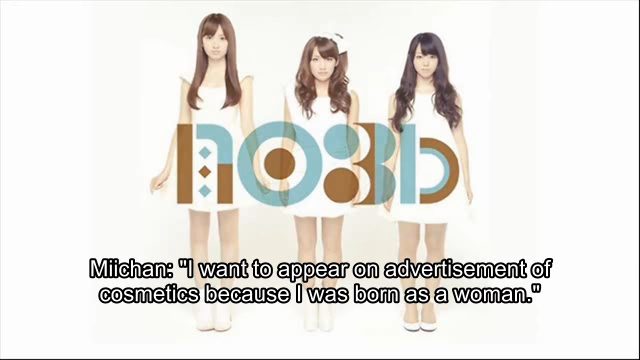 no3b
Miichan: "I want to appear on advertisement of
cosmetics because I was born as a woman."